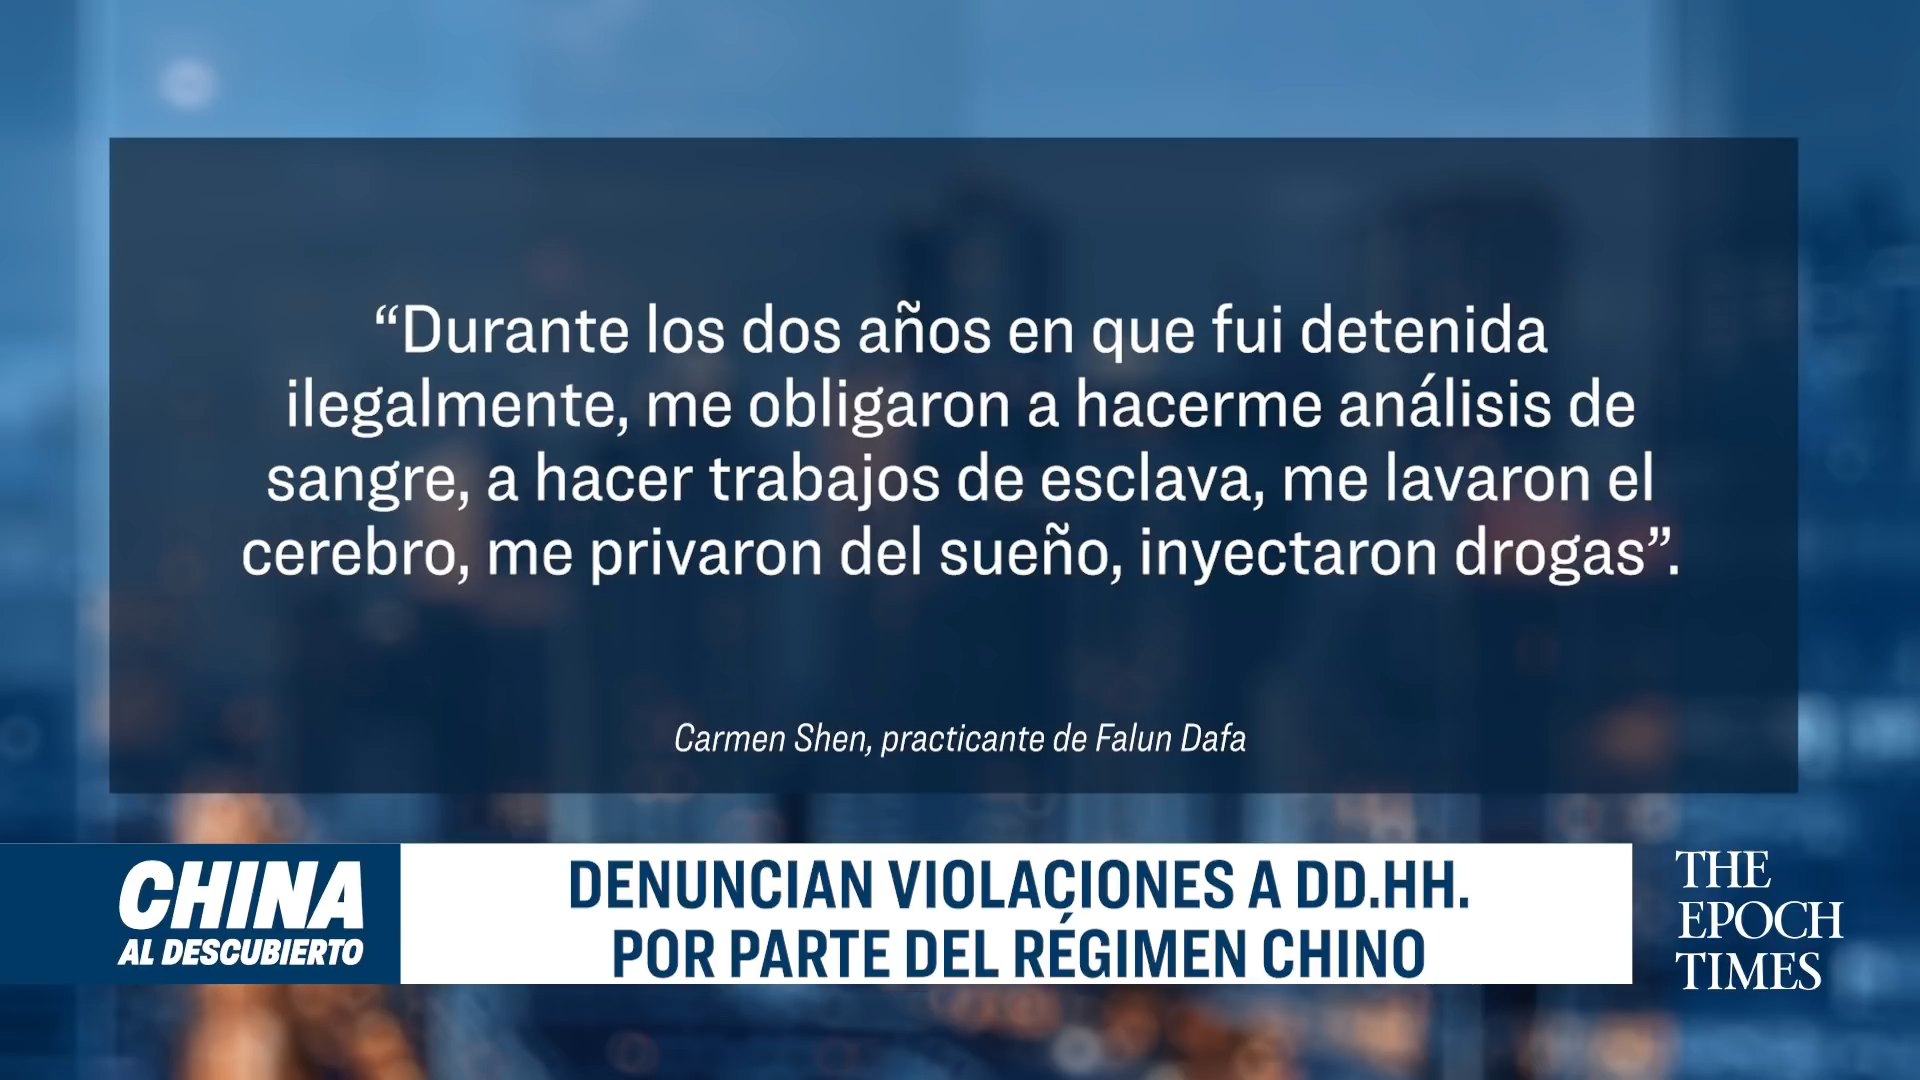 “Durante los dos años en que fui detenida
ilegalmente, me obligaron a hacerme análisis de
sangre, a hacer trabajos de esclava, me lavaron el
cerebro, me privaron del sueño, inyectaron drogas”.
Carmen Shen, practicante de Falun Dafa
CHINA
AL DESCUBIERTO
DENUNCIAN VIOLACIONES A DD.HH.
POR PARTE DEL RÉGIMEN CHINO
THE
EPOCH
TIMES